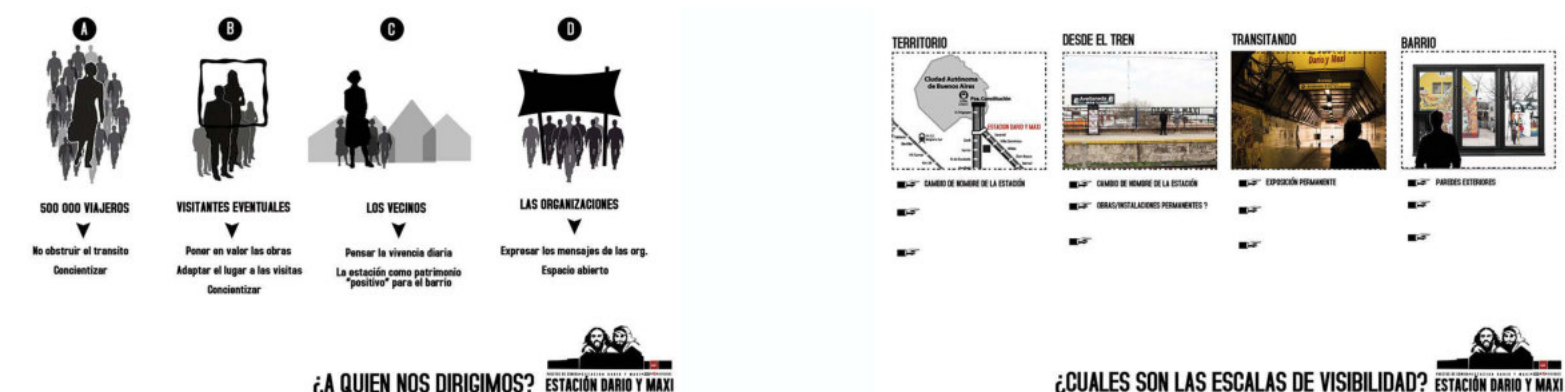 A
B
C
D
500 000 VIAJEROS
No obstruir el transito
Concientizar
VISITANTES EVENTUALES
Poner en valor las obras
Adaptar el lugar a las visitas
Concientizar
LOS VECINOS
Pensar la vivencia diaria
La estación como patrimonio
"positivo" para el barrio
LAS ORGANIZACIONES
Expresar los mensajes de las org.
Espacio abierto
¿A QUIEN NOS DIRIGIMOS?
ESTACIÓN DARIO Y MAXI
TERRITORIO
Ciudad Autónoma
de Buenos Aires
Pza. Constitución
ESTACION DARIO Y MAXI
CAMBIO DE NOMBRE DE LA ESTACIÓN
DESDE EL TREN
Avellaneda
CAMBIO DE NOMBRE DE LA ESTACIÓN
OBRAS/INSTALACIONES PERMANENTES ?
TRANSITANDO
Dario y Maxi
EXPOSICIÓN PERMANENTE
BARRIO
PAREDES EXTERIORES
¿CUALES SON LAS ESCALAS DE VISIBILIDAD?
ESTACIÓN DARIO Y MAXI